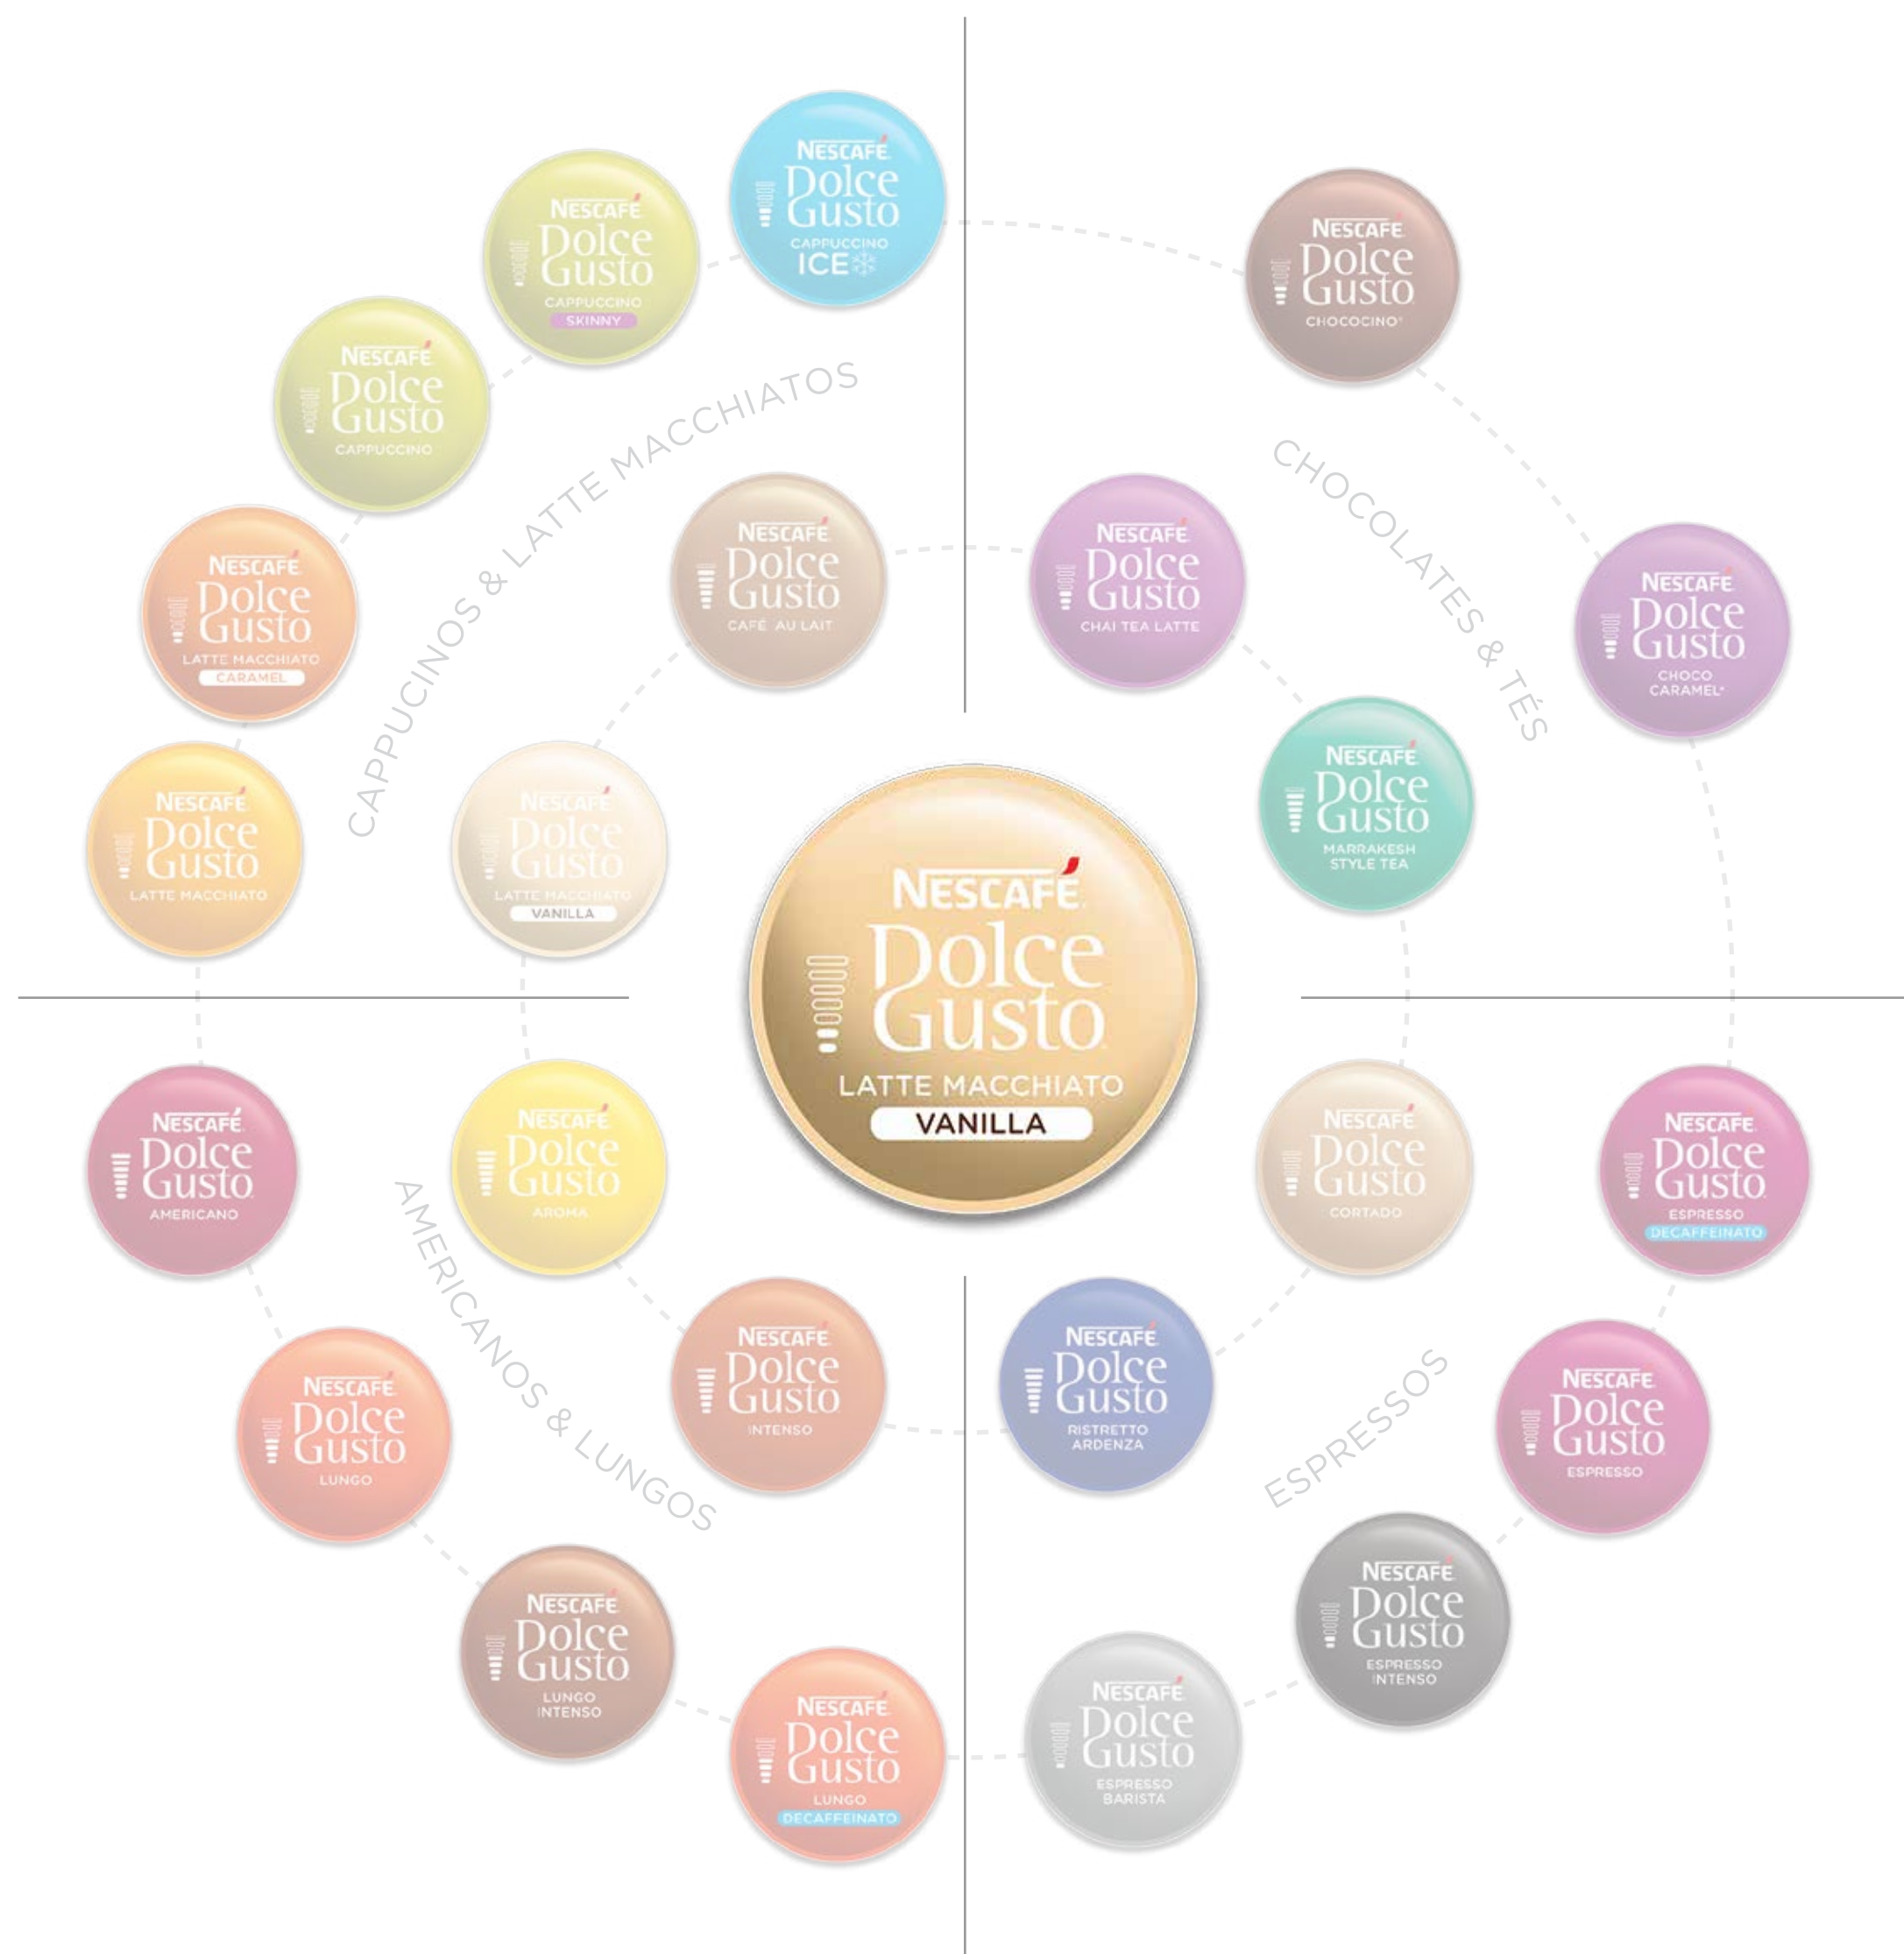 NESCAFÉ
Dolce
Gusto
CAPPUCCINO
ICE
NESCAFÉ
Dolce
Gusto
CAPPUCCINO
SKINNY
NESCAFÉ
Dolce
Gusto
CAPPUCCINO
NESCAFÉ
Dolce
Gusto
LATTE MACCHIATO
CARAMEL
NESCAFÉ
Dolce
Gusto
LATTE MACCHIATO
CAPPUCINOS & LATTE MACCHIATOS
NESCAFÉ
Dolce
Gusto
CAFÉ AU LAIT
NESCAFÉ
Dolce
Gusto
LATTE MACCHIATO
VANILLA
NESCAFÉ
Dolce
Gusto
CHOCOCINO®
CHOCOLATES & TÉS
NESCAFÉ
Dolce
Gusto
CHAI TEA LATTE
NESCAFÉ
Dolce
Gusto
CHOCO
CARAMEL®
NESCAFÉ
Dolce
Gusto
MARRAKESH
STYLE TEA
NESCAFÉ
Dolce
Gusto
LATTE MACCHIATO
VANILLA
NESCAFÉ
Dolce
Gusto
AMERICANO
NESCAFÉ
Dolce
Gusto
AROMA
AMERICANOS & LUNGOS
NESCAFÉ
Dolce
Gusto
LUNGO
NESCAFÉ
Dolce
Gusto
INTENSO
NESCAFÉ
Dolce
Gusto
LUNGO
INTENSO
NESCAFÉ
Dolce
Gusto
LUNGO
DECAFFEINATO
NESCAFÉ
Dolce
Gusto
CORTADO
NESCAFÉ
Dolce
Gusto
ESPRESSO
DECAFFEINATO
NESCAFÉ
Dolce
Gusto
RISTRETTO
ARDENZA
ESPRESSOS
NESCAFÉ
Dolce
Gusto
ESPRESSO
NESCAFÉ
Dolce
Gusto
ESPRESSO
INTENSO
NESCAFÉ
Dolce
Gusto
ESPRESSO
BARISTA